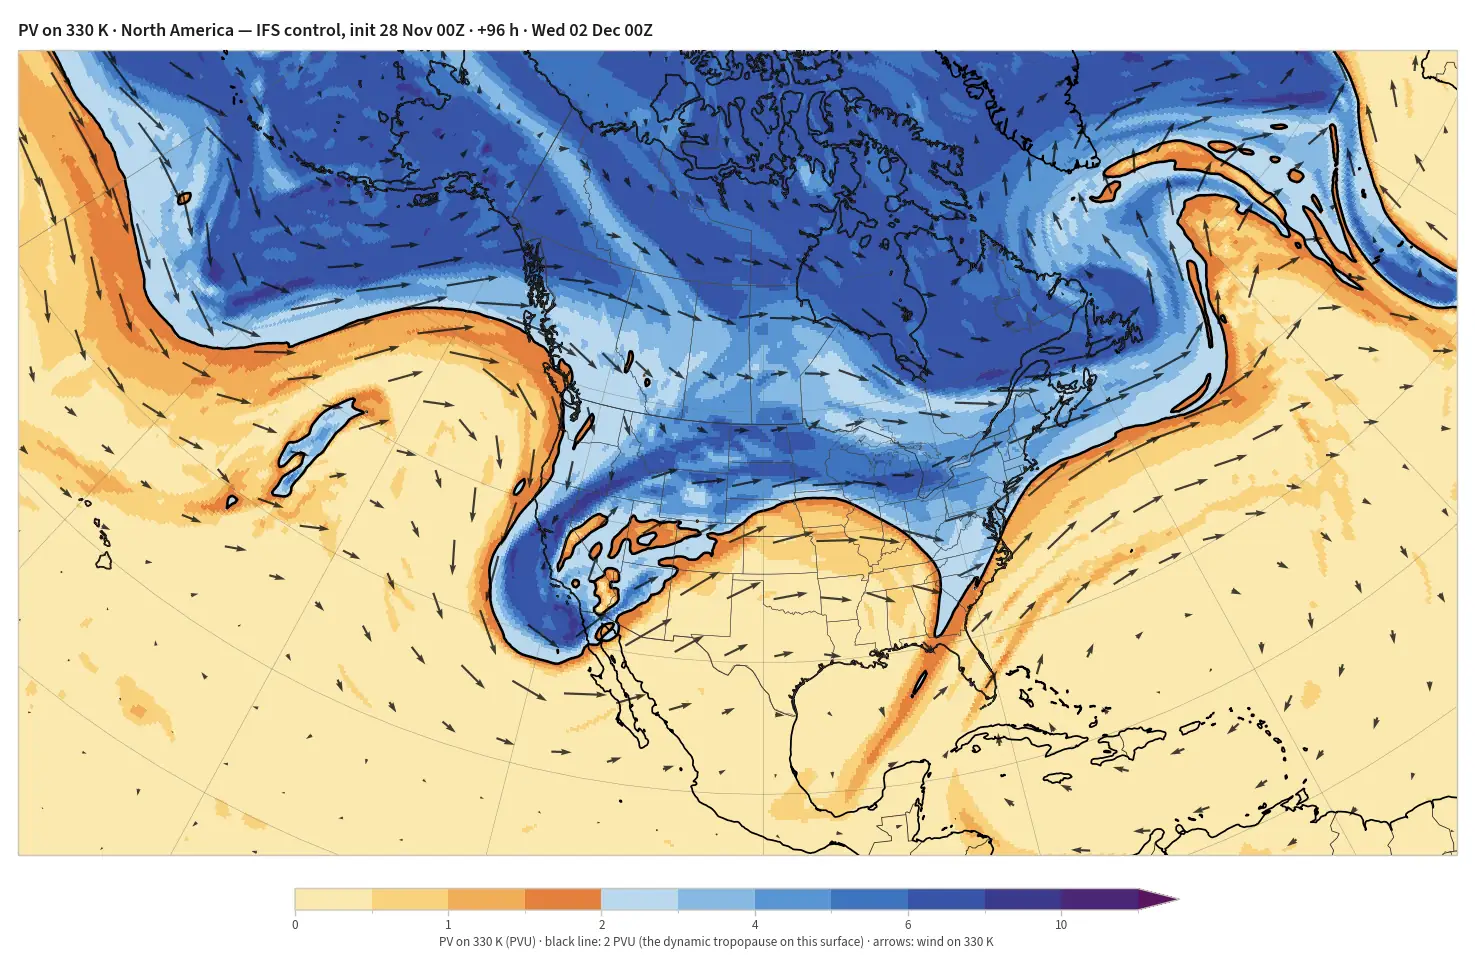 PV on 330 K · North America — IFS control, init 28 Nov 00Z · +96 h · Wed 02 Dec 00Z
0 1 2 4 6 10
PV on 330 K (PVU) · black line: 2 PVU (the dynamic tropopause on this surface) · arrows: wind on 330 K